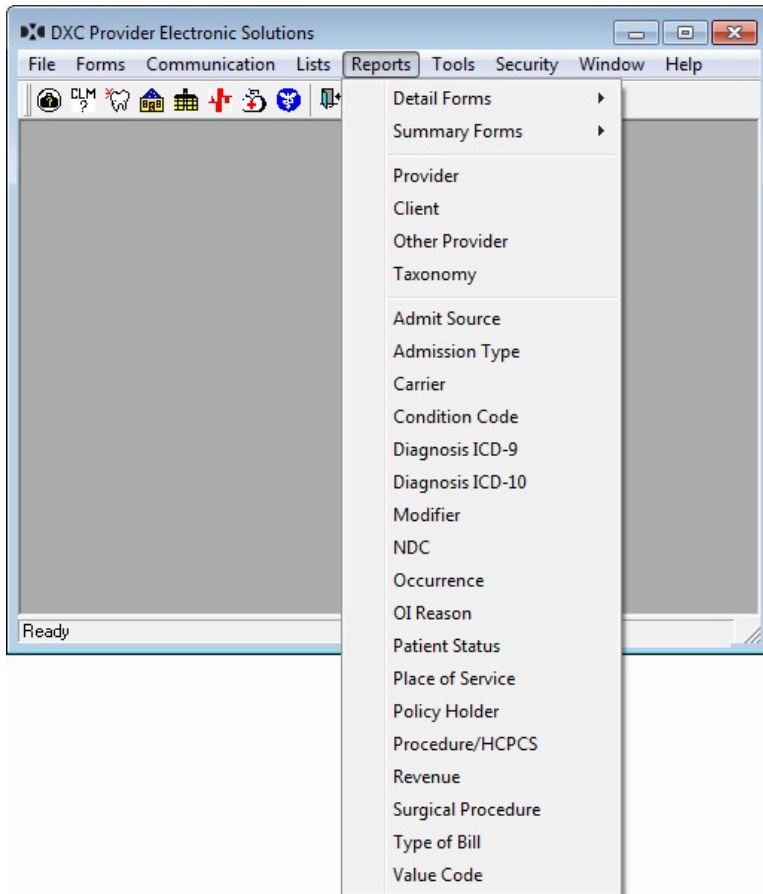 DXC Provider Electronic Solutions
File Forms Communication Lists Reports Tools Security Window Help
CLM
?
Detail Forms
Summary Forms
Provider
Client
Other Provider
Taxonomy
Admit Source
Admission Type
Carrier
Condition Code
Diagnosis ICD-9
Diagnosis ICD-10
Modifier
NDC
Occurrence
OI Reason
Patient Status
Place of Service
Policy Holder
Procedure/HCPCS
Revenue
Surgical Procedure
Type of Bill
Value Code
Ready